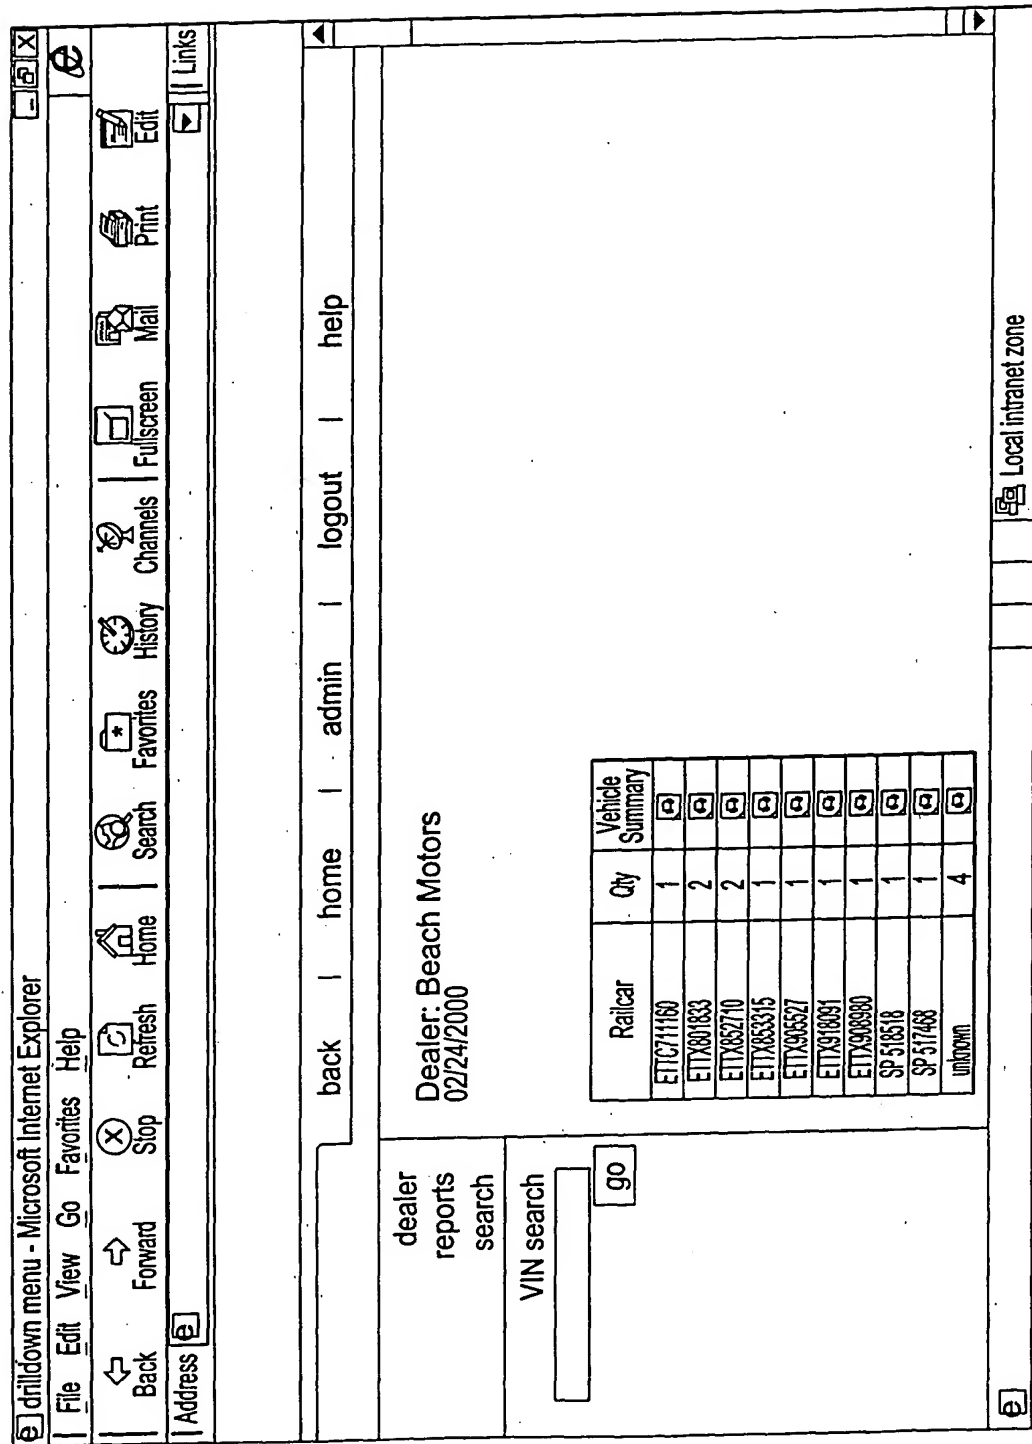 drilldown menu - Microsoft Internet Explorer
File Edit View Go Favorites Help
Back Forward Stop Refresh Home Search Favorites History Channels Fullscreen Mail Print Edit
Address Links
back | home | admin | logout | help
dealer
reports
search
VIN search
go
Dealer: Beach Motors
02/24/2000
Railcar Qty Vehicle Summary
ETTC711160 1
ETTX801833 2
ETTX852710 2
ETTX853315 1
ETTX905527 1
ETTX918091 1
ETTX908980 1
SP 518518 1
SP 517468 1
unknown 4
Local intranet zone